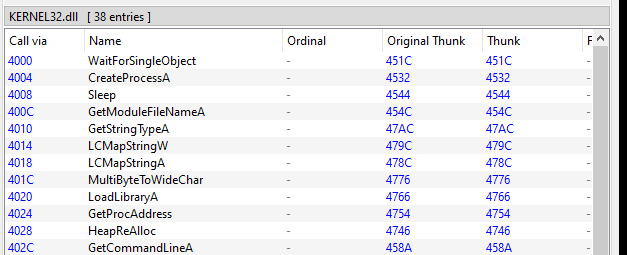 KERNEL32.dll [ 38 entries ]
Call via Name Ordinal Original Thunk Thunk F
4000 WaitForSingleObject - 451C 451C -
4004 CreateProcessA - 4532 4532 -
4008 Sleep - 4544 4544 -
400C GetModuleFileNameA - 454C 454C -
4010 GetStringTypeA - 47AC 47AC -
4014 LCMapStringW - 479C 479C -
4018 LCMapStringA - 478C 478C -
401C MultiByteToWideChar - 4776 4776 -
4020 LoadLibraryA - 4766 4766 -
4024 GetProcAddress - 4754 4754 -
4028 HeapReAlloc - 4746 4746 -
402C GetCommandLineA - 458A 458A -